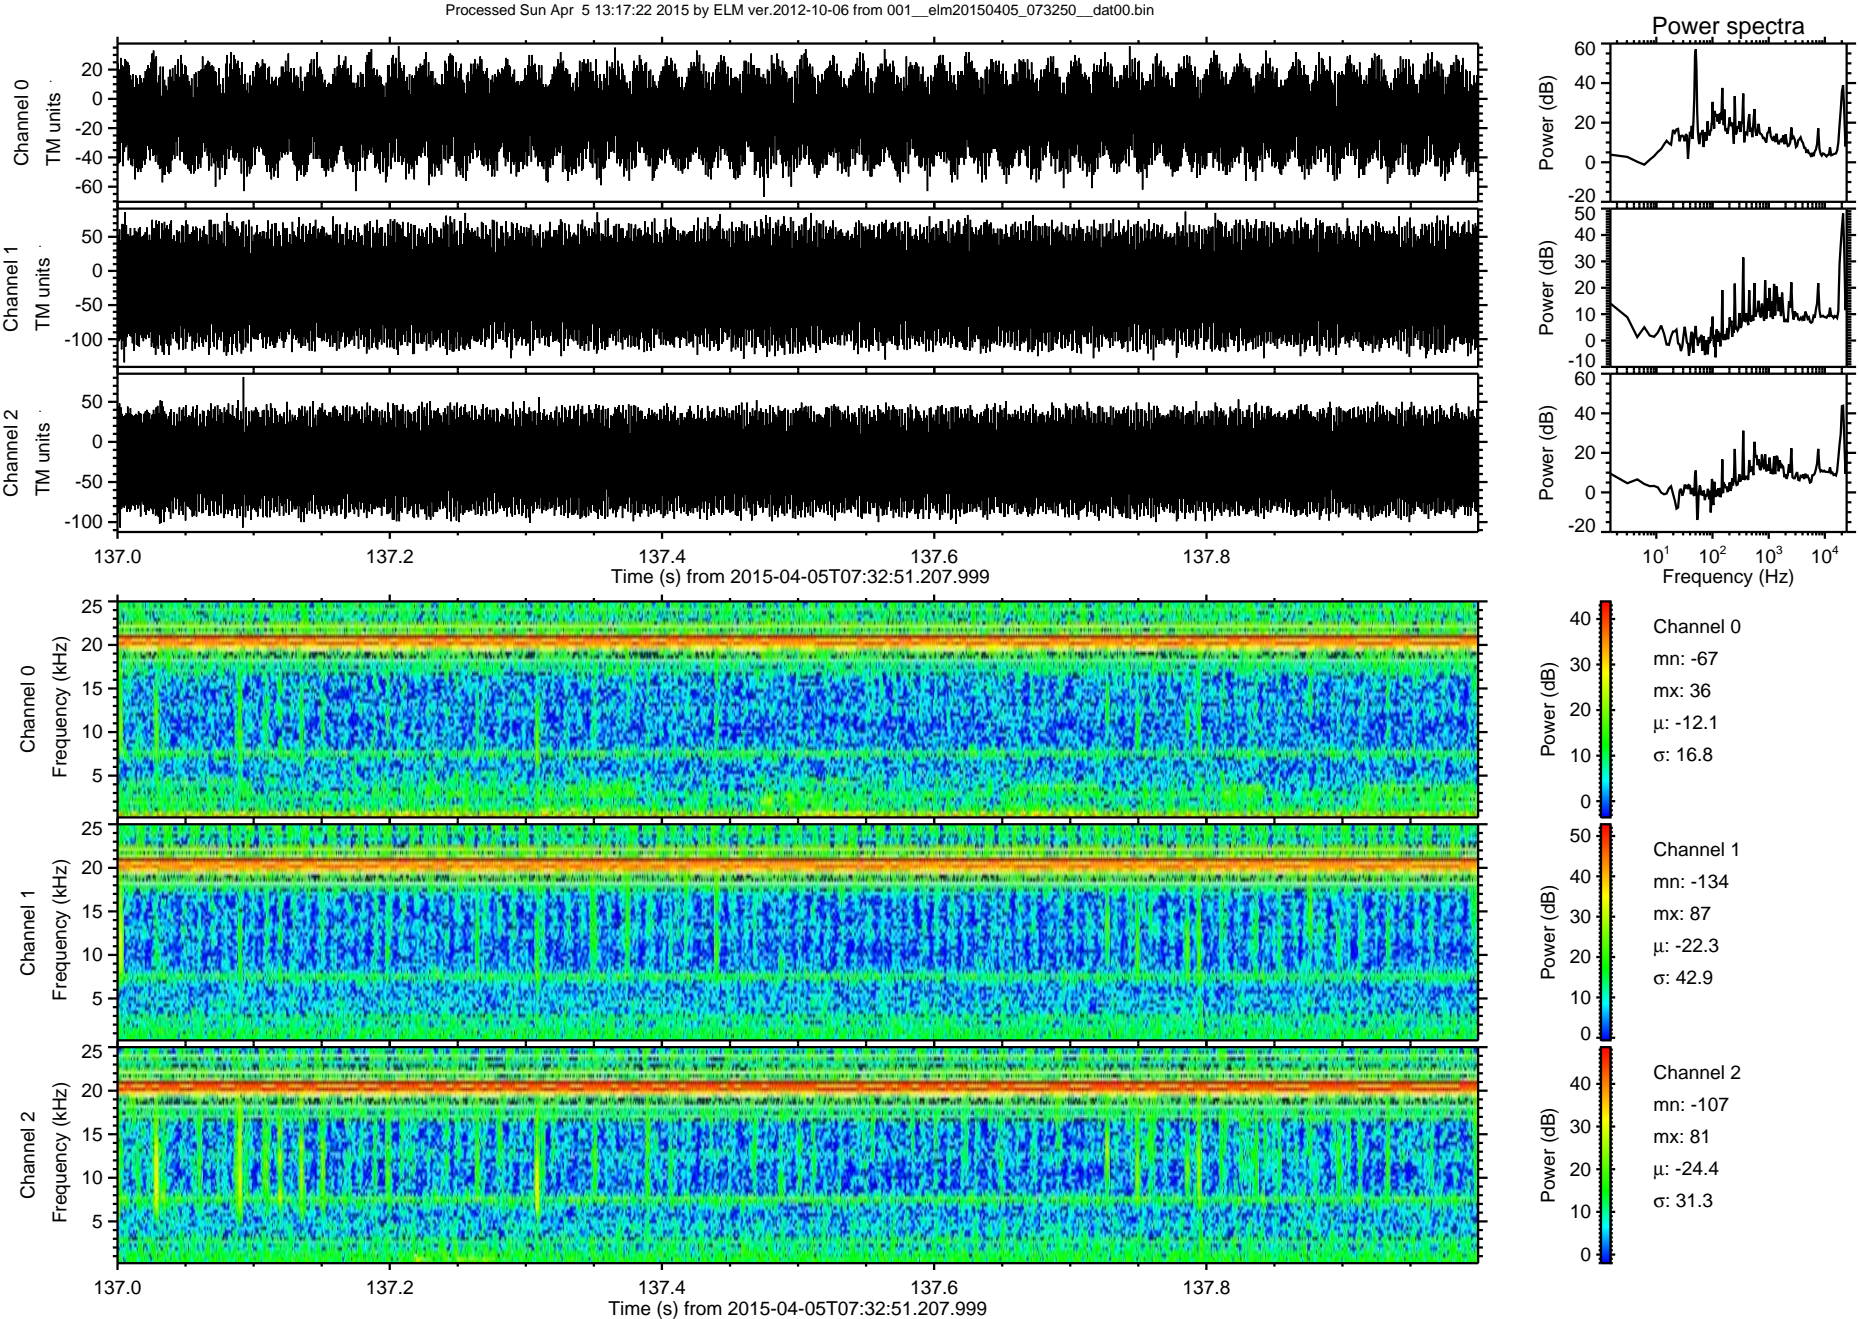 Processed Sun Apr  5 13:17:22 2015 by ELM ver.2012-10-06 from 001__elm20150405_073250__dat00.bin
Power spectra
Channel 0
TM units
20
0
-20
-40
-60
Power (dB)
60
40
20
0
-20
Channel 1
TM units
50
0
-50
-100
Power (dB)
50
40
30
20
10
0
-10
Channel 2
TM units
50
0
-50
-100
Power (dB)
60
40
20
0
-20
137.0
137.2
137.4
137.6
137.8
Time (s) from 2015-04-05T07:32:51.207.999
10¹
10²
10³
10⁴
Frequency (Hz)
Channel 0
Frequency (kHz)
25
20
15
10
5
Power (dB)
40
30
20
10
0
Channel 0
mn: -67
mx: 36
μ: -12.1
σ: 16.8
Channel 1
Frequency (kHz)
25
20
15
10
5
Power (dB)
50
40
30
20
10
0
Channel 1
mn: -134
mx: 87
μ: -22.3
σ: 42.9
Channel 2
Frequency (kHz)
25
20
15
10
5
Power (dB)
40
30
20
10
0
Channel 2
mn: -107
mx: 81
μ: -24.4
σ: 31.3
137.0
137.2
137.4
137.6
137.8
Time (s) from 2015-04-05T07:32:51.207.999